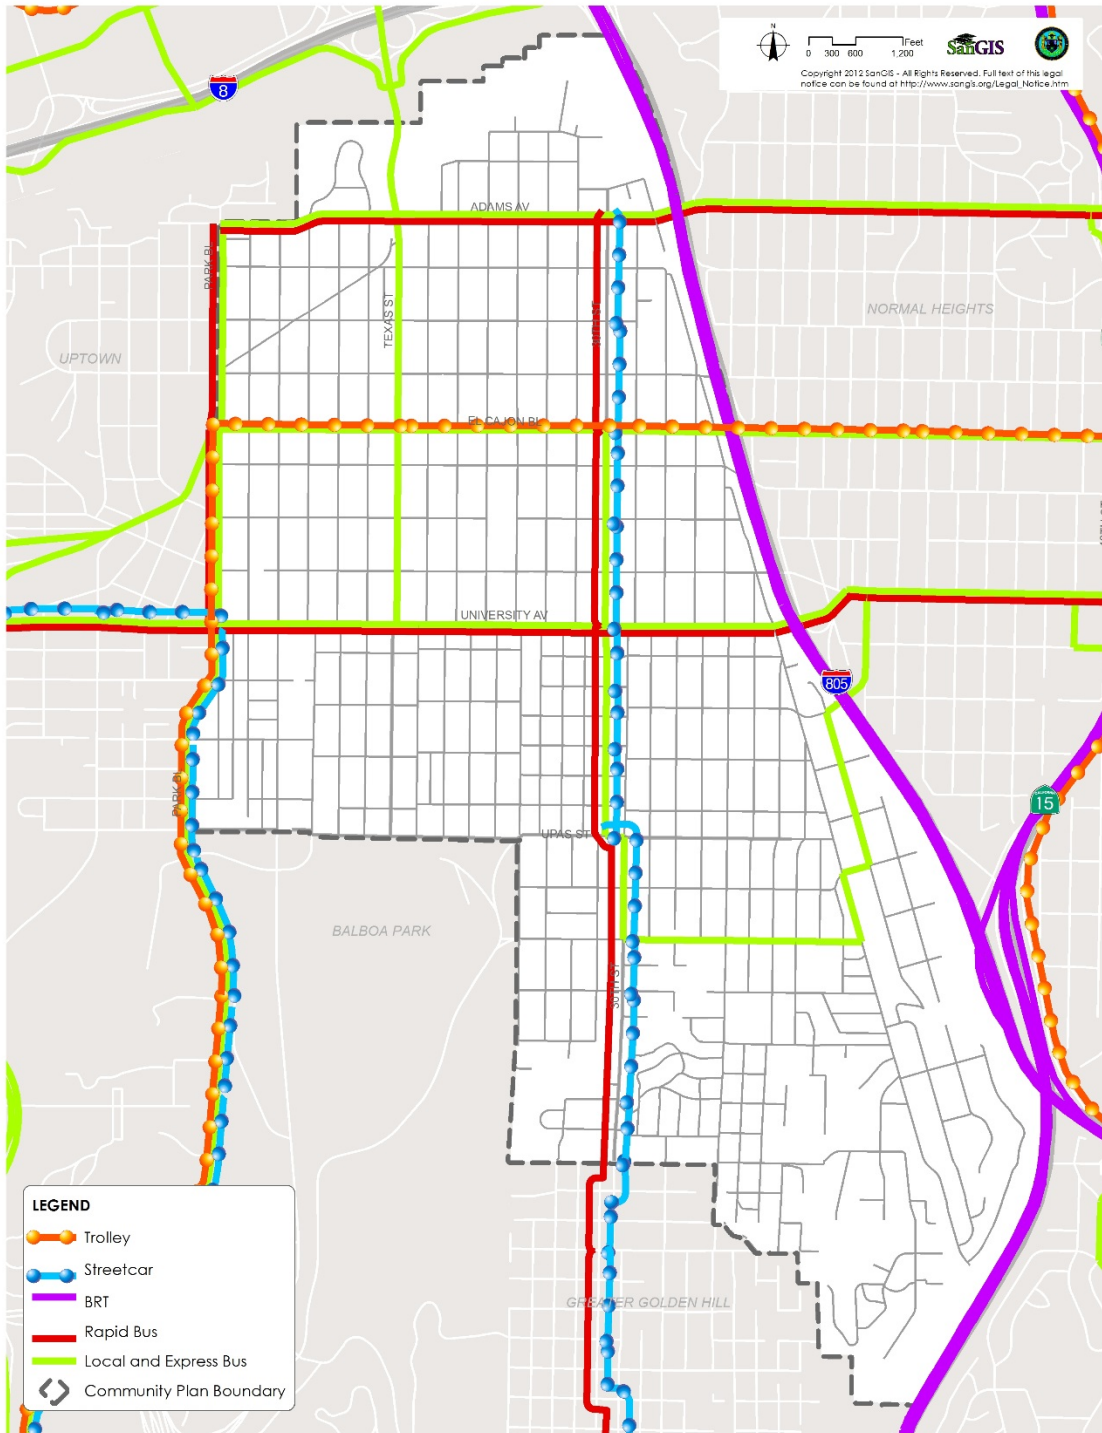 N
Feet
0 300 600 1,200
SanGIS
Copyright 2012 SanGIS - All Rights Reserved. Full text of this legal
notice can be found at http://www.sangis.org/Legal_Notice.htm
8
ADAMS AV
PARK BL
TEXAS ST
NORMAL HEIGHTS
UPTOWN
EL CAJON BL
UNIVERSITY AV
805
PARK BL
15
UPAS ST
BALBOA PARK
30TH ST
GREATER GOLDEN HILL
LEGEND
Trolley
Streetcar
BRT
Rapid Bus
Local and Express Bus
Community Plan Boundary